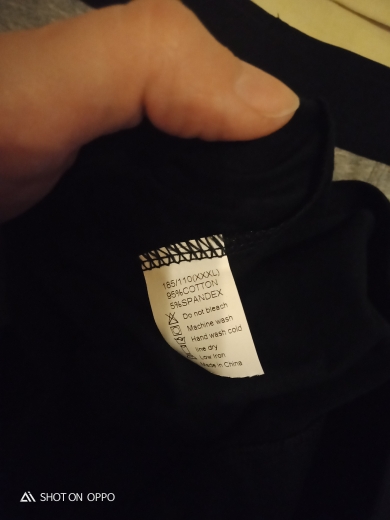 185/110(XXXL)
95%COTTON
5%SPANDEX
Do not bleach
Machine wash
Hand wash cold
line dry
Low Iron
Made in China
SHOT ON OPPO